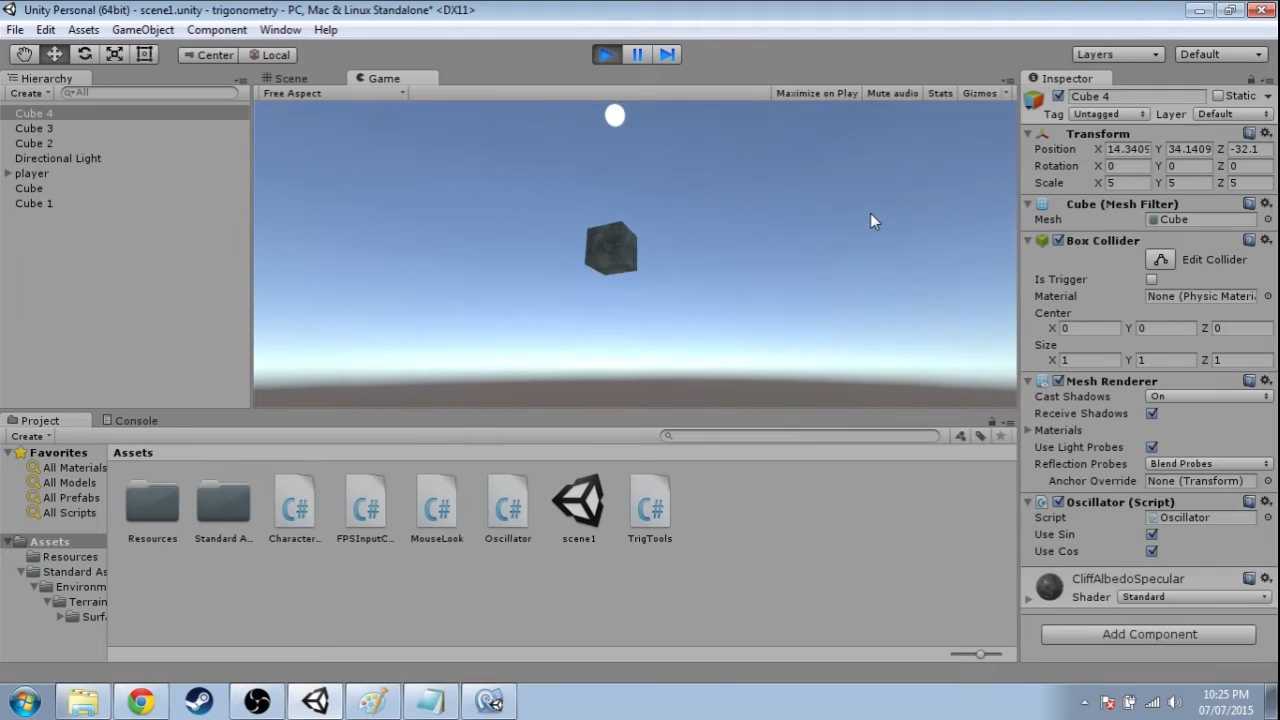 Unity Personal (64bit) - scene1.unity - trigonometry - PC, Mac & Linux Standalone* <DX11>
File Edit Assets GameObject Component Window Help
Center Local Layers Default
Hierarchy
Create All
Cube 4
Cube 3
Cube 2
Directional Light
player
Cube
Cube 1
Scene Game
Free Aspect Maximize on Play Mute audio Stats Gizmos
Inspector
Cube 4 Static
Tag Untagged Layer Default
Transform
Position X 14.3409 Y 34.1409 Z -32.1
Rotation X 0 Y 0 Z 0
Scale X 5 Y 5 Z 5
Cube (Mesh Filter)
Mesh Cube
Box Collider
Edit Collider
Is Trigger
Material None (Physic Materi
Center
X 0 Y 0 Z 0
Size
X 1 Y 1 Z 1
Mesh Renderer
Cast Shadows On
Receive Shadows
Materials
Use Light Probes
Reflection Probes Blend Probes
Anchor Override None (Transform)
Oscillator (Script)
Script Oscillator
Use Sin
Use Cos
CliffAlbedoSpecular
Shader Standard
Add Component
Project Console
Create
Favorites
All Materials
All Models
All Prefabs
All Scripts
Assets
Resources
Standard As
Environm
Terrain
Surf
Assets
Resources Standard A... Character... FPSInputC... MouseLook Oscillator scene1 TrigTools
10:25 PM
07/07/2015